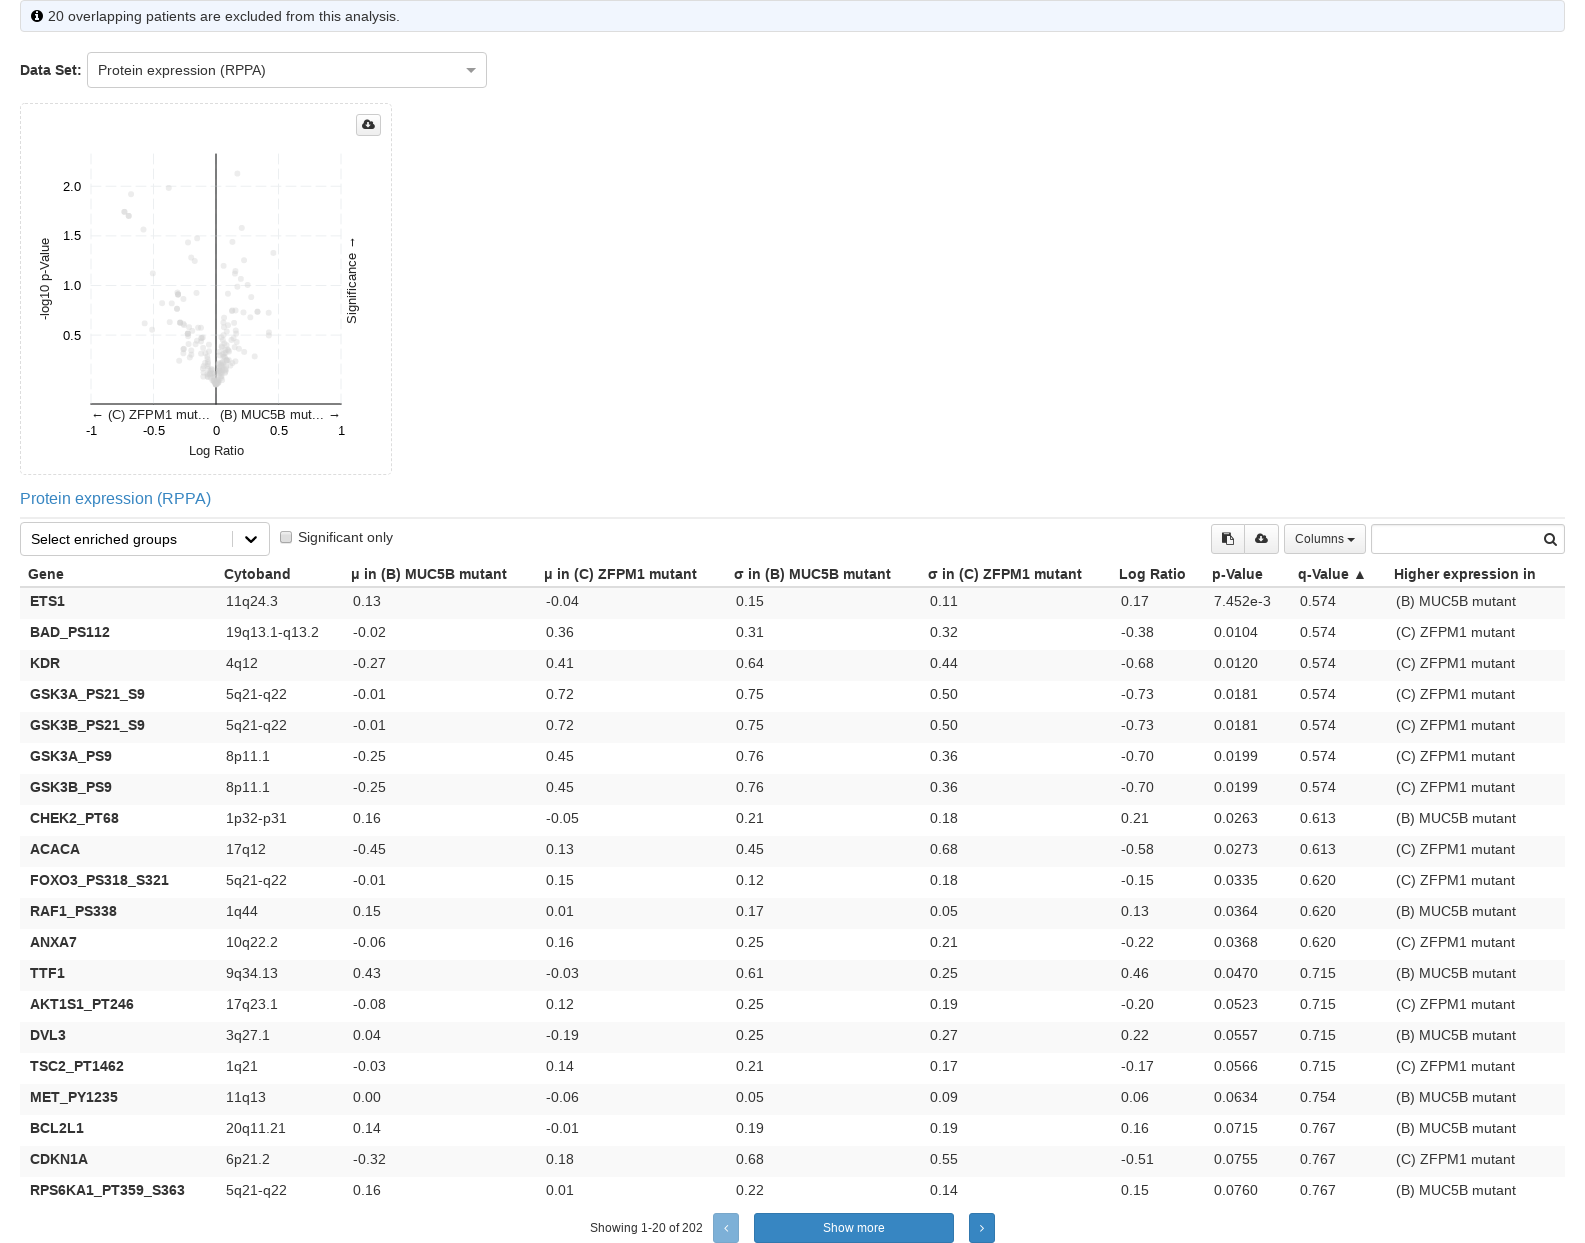 20 overlapping patients are excluded from this analysis.
Data Set: Protein expression (RPPA)
2.0
1.5
1.0
0.5
-log10 p-Value
Significance →
← (C) ZFPM1 mut... (B) MUC5B mut... →
-1 -0.5 0 0.5 1
Log Ratio
Protein expression (RPPA)
Select enriched groups Significant only Columns
Gene Cytoband μ in (B) MUC5B mutant μ in (C) ZFPM1 mutant σ in (B) MUC5B mutant σ in (C) ZFPM1 mutant Log Ratio p-Value q-Value ▲ Higher expression in
ETS1 11q24.3 0.13 -0.04 0.15 0.11 0.17 7.452e-3 0.574 (B) MUC5B mutant
BAD_PS112 19q13.1-q13.2 -0.02 0.36 0.31 0.32 -0.38 0.0104 0.574 (C) ZFPM1 mutant
KDR 4q12 -0.27 0.41 0.64 0.44 -0.68 0.0120 0.574 (C) ZFPM1 mutant
GSK3A_PS21_S9 5q21-q22 -0.01 0.72 0.75 0.50 -0.73 0.0181 0.574 (C) ZFPM1 mutant
GSK3B_PS21_S9 5q21-q22 -0.01 0.72 0.75 0.50 -0.73 0.0181 0.574 (C) ZFPM1 mutant
GSK3A_PS9 8p11.1 -0.25 0.45 0.76 0.36 -0.70 0.0199 0.574 (C) ZFPM1 mutant
GSK3B_PS9 8p11.1 -0.25 0.45 0.76 0.36 -0.70 0.0199 0.574 (C) ZFPM1 mutant
CHEK2_PT68 1p32-p31 0.16 -0.05 0.21 0.18 0.21 0.0263 0.613 (B) MUC5B mutant
ACACA 17q12 -0.45 0.13 0.45 0.68 -0.58 0.0273 0.613 (C) ZFPM1 mutant
FOXO3_PS318_S321 5q21-q22 -0.01 0.15 0.12 0.18 -0.15 0.0335 0.620 (C) ZFPM1 mutant
RAF1_PS338 1q44 0.15 0.01 0.17 0.05 0.13 0.0364 0.620 (B) MUC5B mutant
ANXA7 10q22.2 -0.06 0.16 0.25 0.21 -0.22 0.0368 0.620 (C) ZFPM1 mutant
TTF1 9q34.13 0.43 -0.03 0.61 0.25 0.46 0.0470 0.715 (B) MUC5B mutant
AKT1S1_PT246 17q23.1 -0.08 0.12 0.25 0.19 -0.20 0.0523 0.715 (C) ZFPM1 mutant
DVL3 3q27.1 0.04 -0.19 0.25 0.27 0.22 0.0557 0.715 (B) MUC5B mutant
TSC2_PT1462 1q21 -0.03 0.14 0.21 0.17 -0.17 0.0566 0.715 (C) ZFPM1 mutant
MET_PY1235 11q13 0.00 -0.06 0.05 0.09 0.06 0.0634 0.754 (B) MUC5B mutant
BCL2L1 20q11.21 0.14 -0.01 0.19 0.19 0.16 0.0715 0.767 (B) MUC5B mutant
CDKN1A 6p21.2 -0.32 0.18 0.68 0.55 -0.51 0.0755 0.767 (C) ZFPM1 mutant
RPS6KA1_PT359_S363 5q21-q22 0.16 0.01 0.22 0.14 0.15 0.0760 0.767 (B) MUC5B mutant
Showing 1-20 of 202 ‹ Show more ›